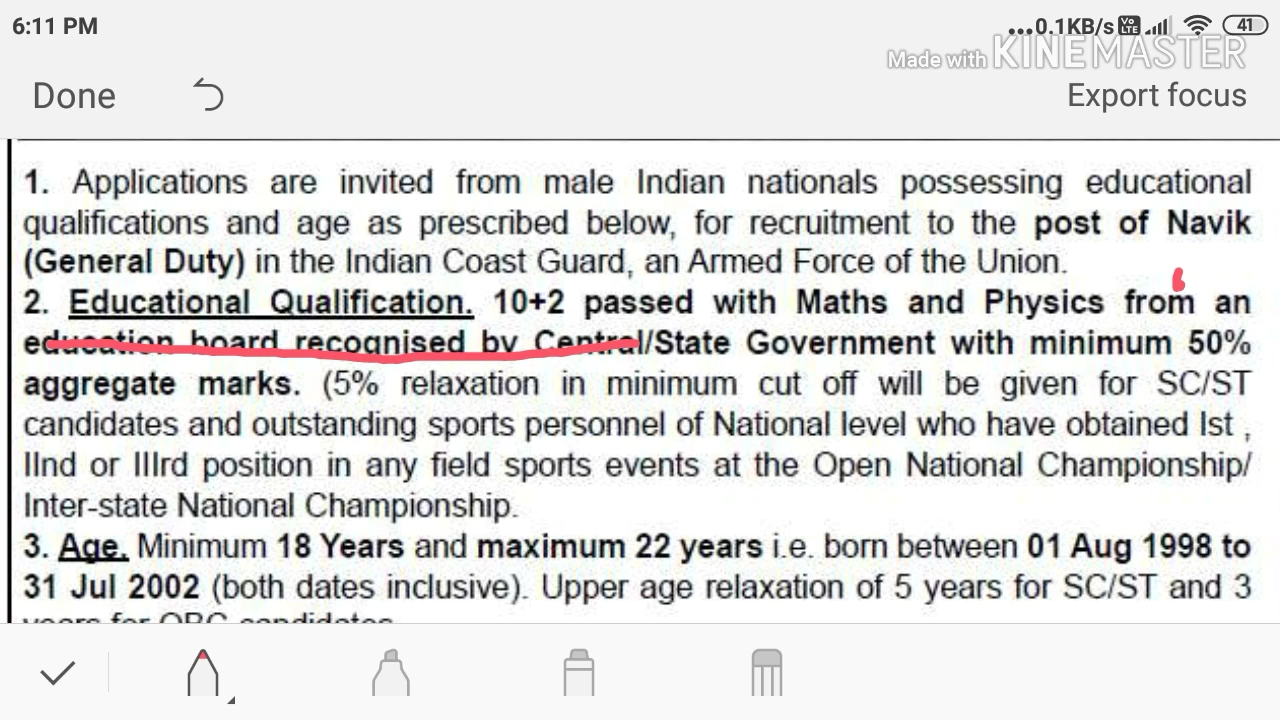 6:11 PM
...0.1KB/s Vo LTE 41
Made with KINEMASTER
Done
Export focus
1. Applications are invited from male Indian nationals possessing educational
qualifications and age as prescribed below, for recruitment to the post of Navik
(General Duty) in the Indian Coast Guard, an Armed Force of the Union.
2. Educational Qualification. 10+2 passed with Maths and Physics from an
education board recognised by Central/State Government with minimum 50%
aggregate marks. (5% relaxation in minimum cut off will be given for SC/ST
candidates and outstanding sports personnel of National level who have obtained Ist ,
IInd or IIIrd position in any field sports events at the Open National Championship/
Inter-state National Championship.
3. Age. Minimum 18 Years and maximum 22 years i.e. born between 01 Aug 1998 to
31 Jul 2002 (both dates inclusive). Upper age relaxation of 5 years for SC/ST and 3
years for OBC candidates